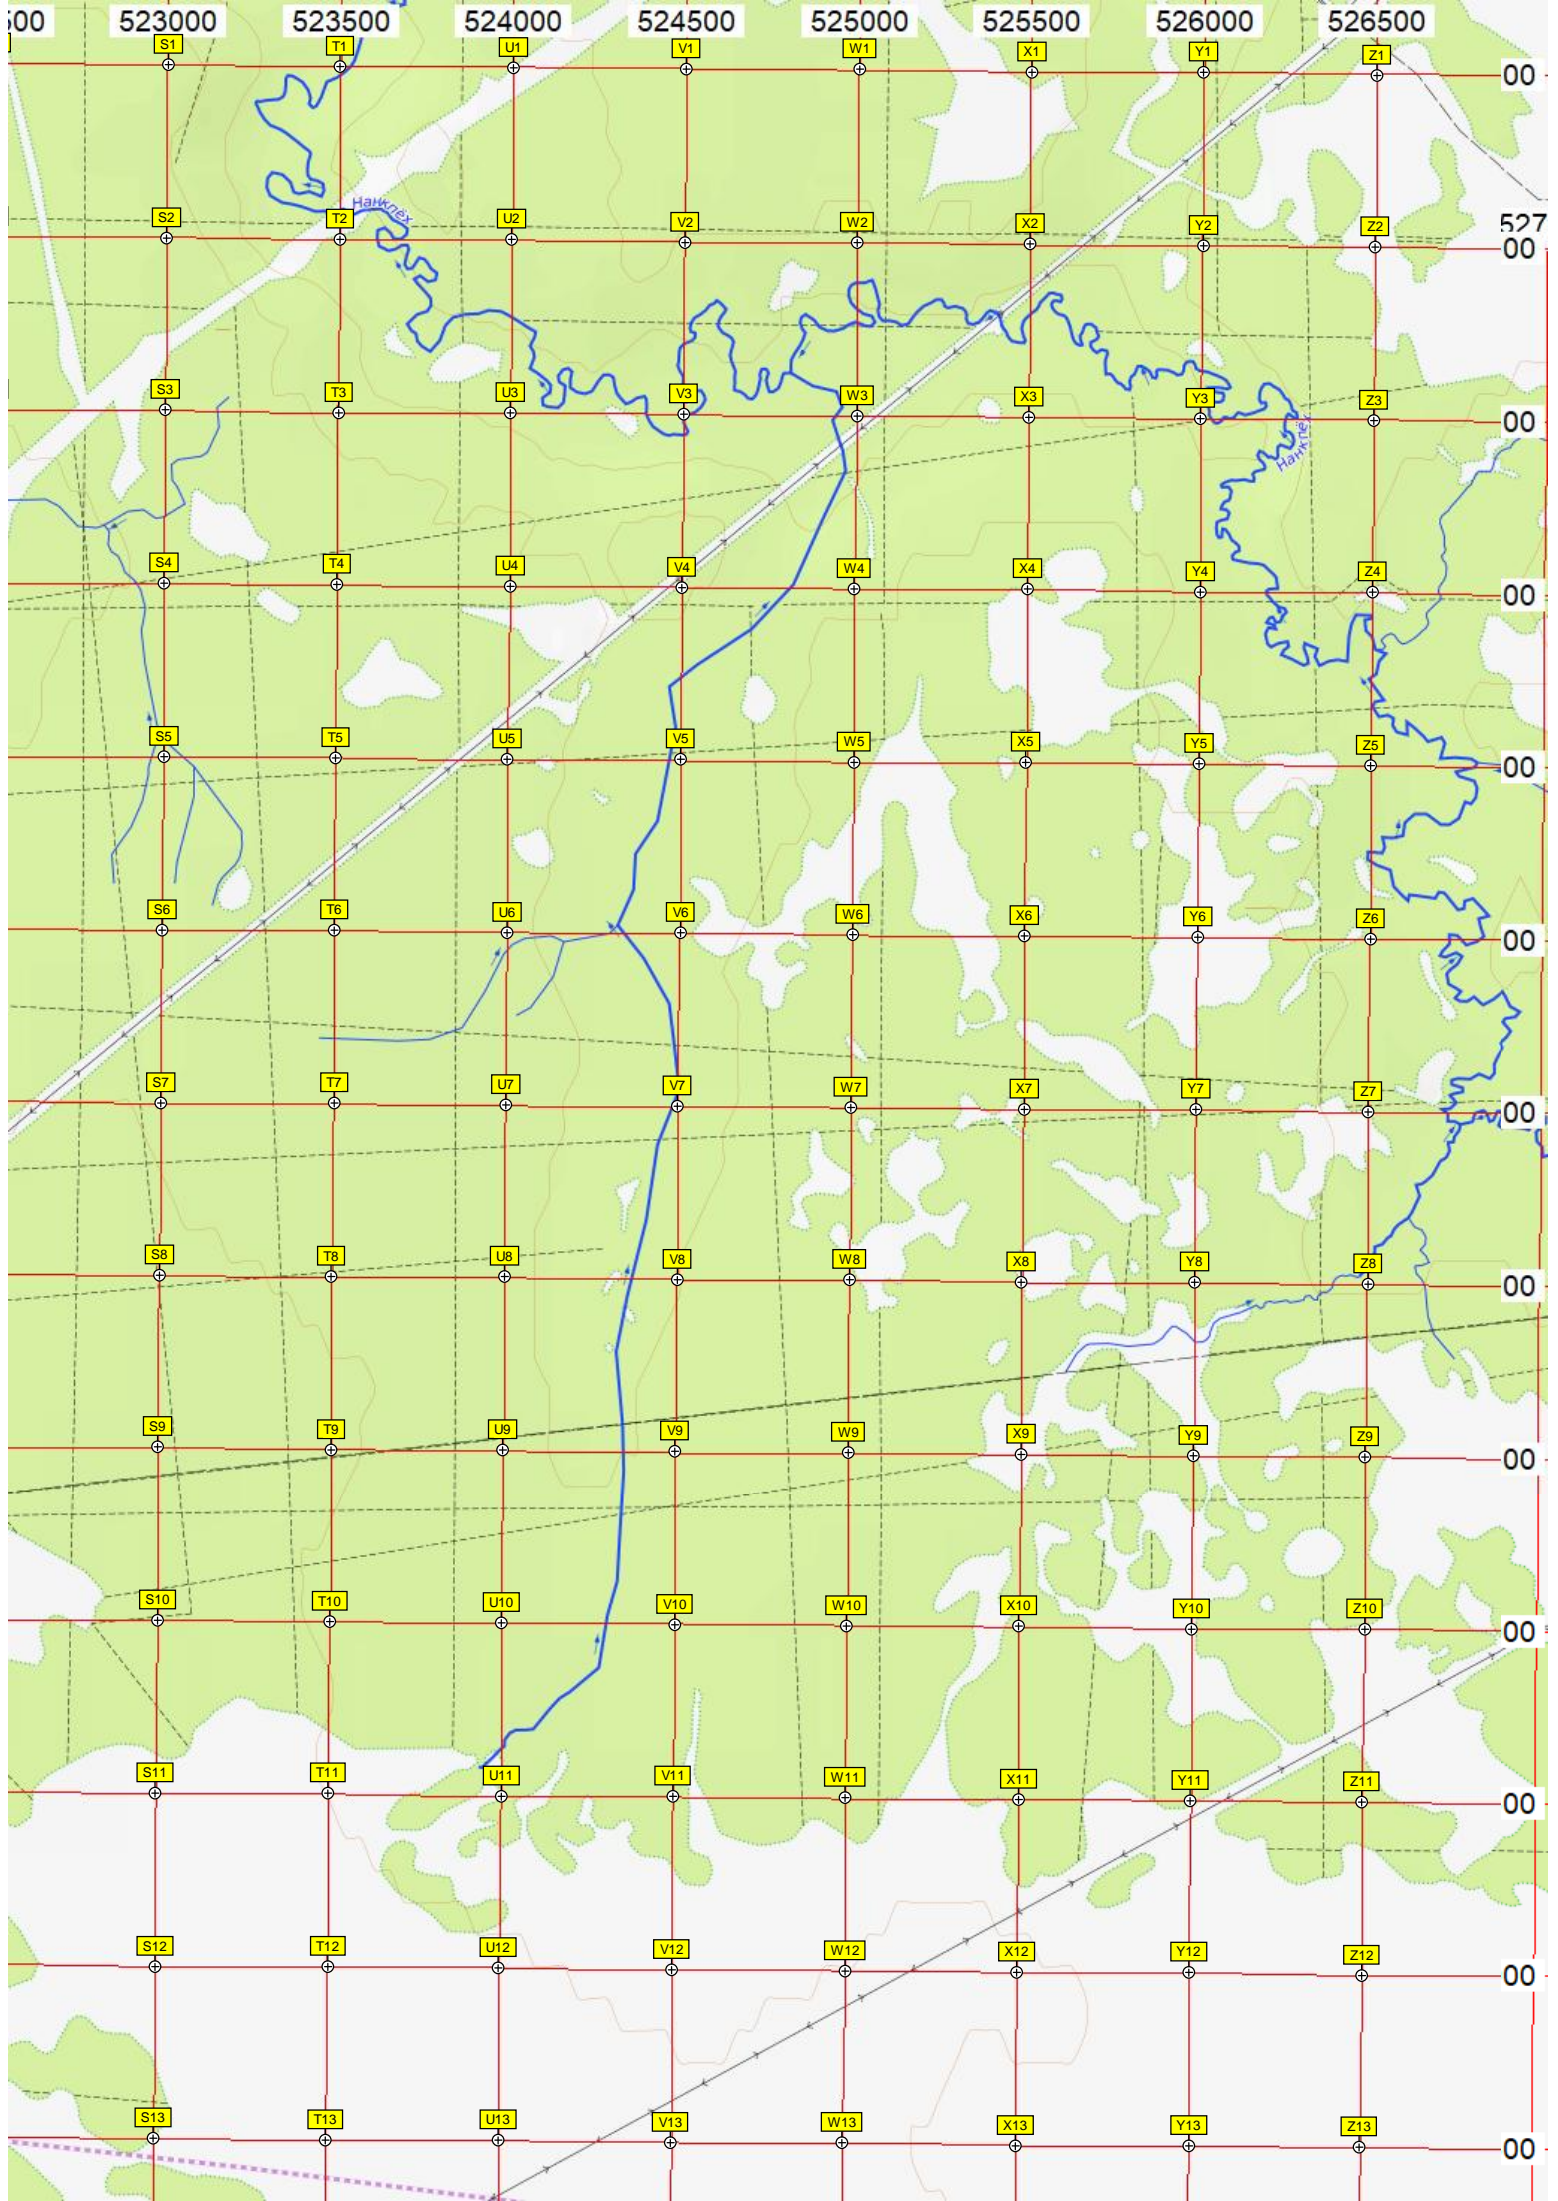 500 523000 523500 524000 524500 525000 525500 526000 526500
S1 T1 U1 V1 W1 X1 Y1 Z1
00
Нанклёх
S2 T2 U2 V2 W2 X2 Y2 Z2
527
00
S3 T3 U3 V3 W3 X3 Y3 Z3
00
Нанклёх
S4 T4 U4 V4 W4 X4 Y4 Z4
00
S5 T5 U5 V5 W5 X5 Y5 Z5
00
S6 T6 U6 V6 W6 X6 Y6 Z6
00
S7 T7 U7 V7 W7 X7 Y7 Z7
00
S8 T8 U8 V8 W8 X8 Y8 Z8
00
S9 T9 U9 V9 W9 X9 Y9 Z9
00
S10 T10 U10 V10 W10 X10 Y10 Z10
00
S11 T11 U11 V11 W11 X11 Y11 Z11
00
S12 T12 U12 V12 W12 X12 Y12 Z12
00
S13 T13 U13 V13 W13 X13 Y13 Z13
00